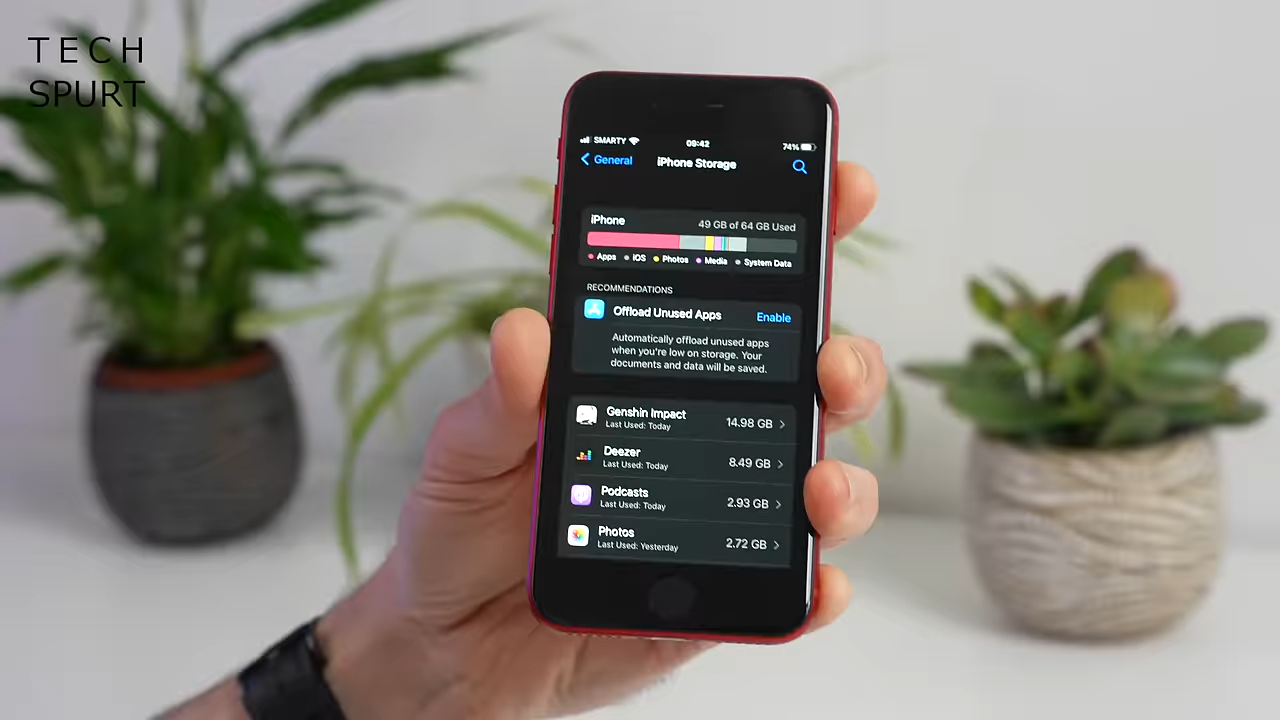 TECH
SPURT
SMARTY 09:42 74%
General iPhone Storage
iPhone 49 GB of 64 GB Used
Apps iOS Photos Media System Data
RECOMMENDATIONS
Offload Unused Apps Enable
Automatically offload unused apps
when you're low on storage. Your
documents and data will be saved.
Genshin Impact 14.98 GB
Last Used: Today
Deezer 8.49 GB
Last Used: Today
Podcasts 2.93 GB
Last Used: Today
Photos 2.72 GB
Last Used: Yesterday